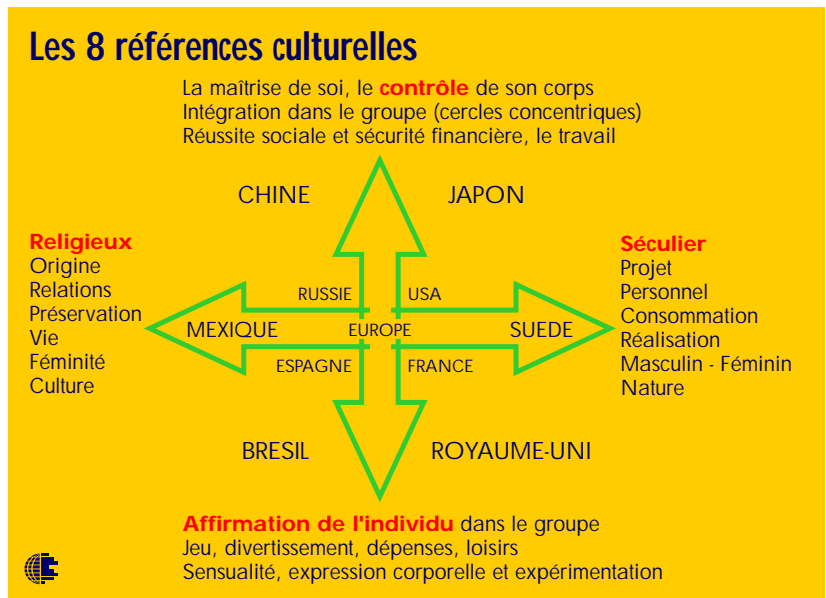 Les 8 références culturelles
La maîtrise de soi, le contrôle de son corps
Intégration dans le groupe (cercles concentriques)
Réussite sociale et sécurité financière, le travail
CHINE
JAPON
Religieux
Origine
Relations
Préservation
Vie
Féminité
Culture
Séculier
Projet
Personnel
Consommation
Réalisation
Masculin - Féminin
Nature
RUSSIE
USA
MEXIQUE
EUROPE
SUEDE
ESPAGNE
FRANCE
BRESIL
ROYAUME-UNI
Affirmation de l'individu dans le groupe
Jeu, divertissement, dépenses, loisirs
Sensualité, expression corporelle et expérimentation